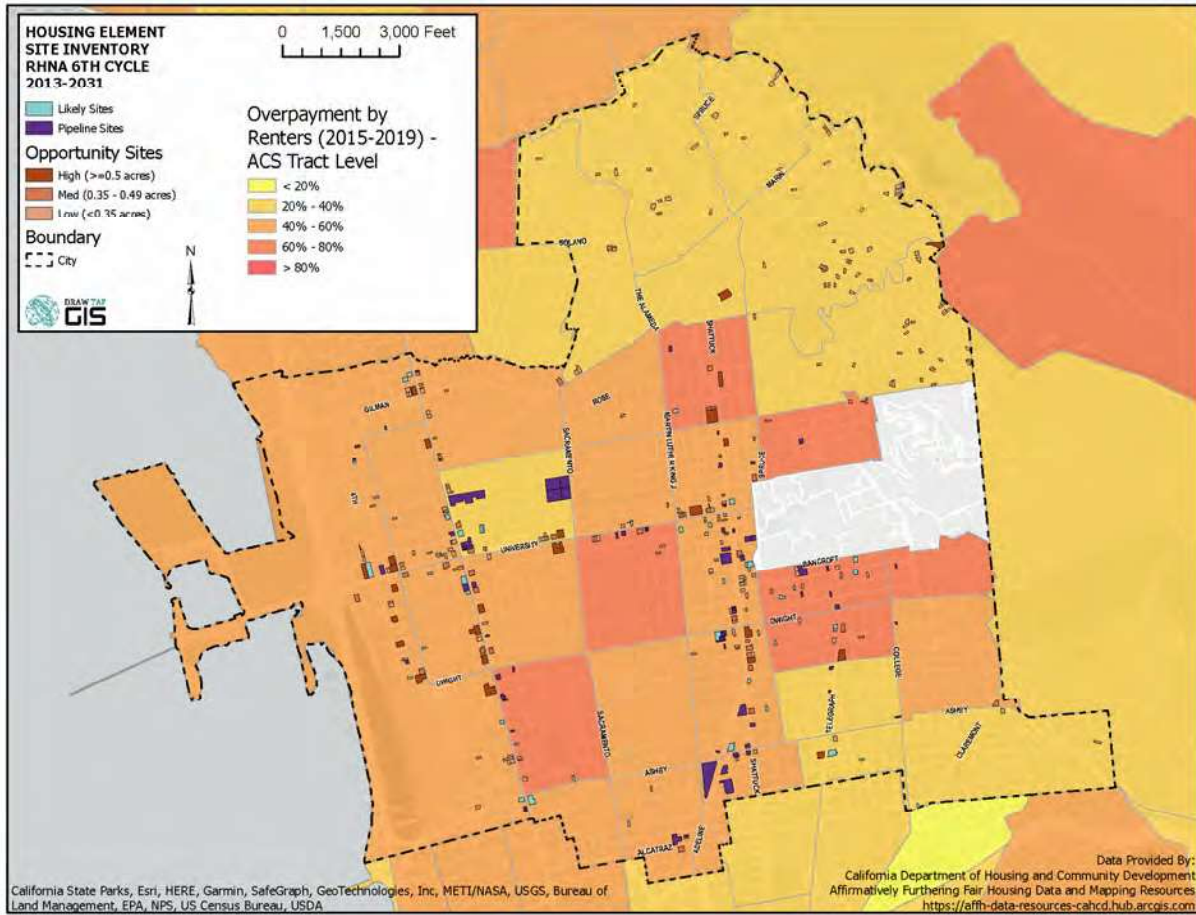 HOUSING ELEMENT
SITE INVENTORY
RHNA 6TH CYCLE
2013-2031
Likely Sites
Pipeline Sites
Opportunity Sites
High (>=0.5 acres)
Med (0.35 - 0.49 acres)
Low (<0.35 acres)
Boundary
City
DRAW TAP
GIS
N
0 1,500 3,000 Feet
Overpayment by
Renters (2015-2019) -
ACS Tract Level
< 20%
20% - 40%
40% - 60%
60% - 80%
> 80%
SPRUCE
MARIN
SOLANO
THE ALAMEDA
SHATTUCK
GILMAN
ROSE
SACRAMENTO
MARTIN LUTHER KING J
SPRUCE
6TH
UNIVERSITY
BANCROFT
DWIGHT
DWIGHT
COLLEGE
SACRAMENTO
TELEGRAPH
ASHBY
CLAREMONT
ASHBY
SHATTUCK
ADELINE
ALCATRAZ
California State Parks, Esri, HERE, Garmin, SafeGraph, GeoTechnologies, Inc, METI/NASA, USGS, Bureau of
Land Management, EPA, NPS, US Census Bureau, USDA
Data Provided By:
California Department of Housing and Community Development
Affirmatively Furthering Fair Housing Data and Mapping Resources
https://affh-data-resources-cahcd.hub.arcgis.com